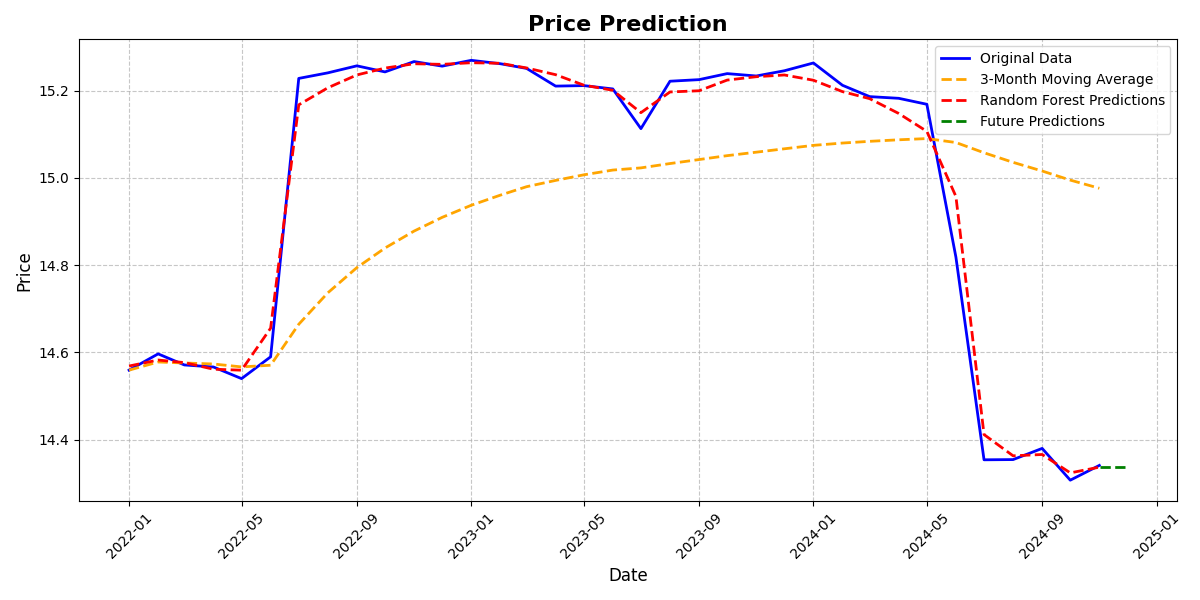 Price Prediction
Original Data
3-Month Moving Average
Random Forest Predictions
Future Predictions
15.2
15.0
14.8
14.6
14.4
Price
2022-01
2022-05
2022-09
2023-01
2023-05
2023-09
2024-01
2024-05
2024-09
2025-01
Date